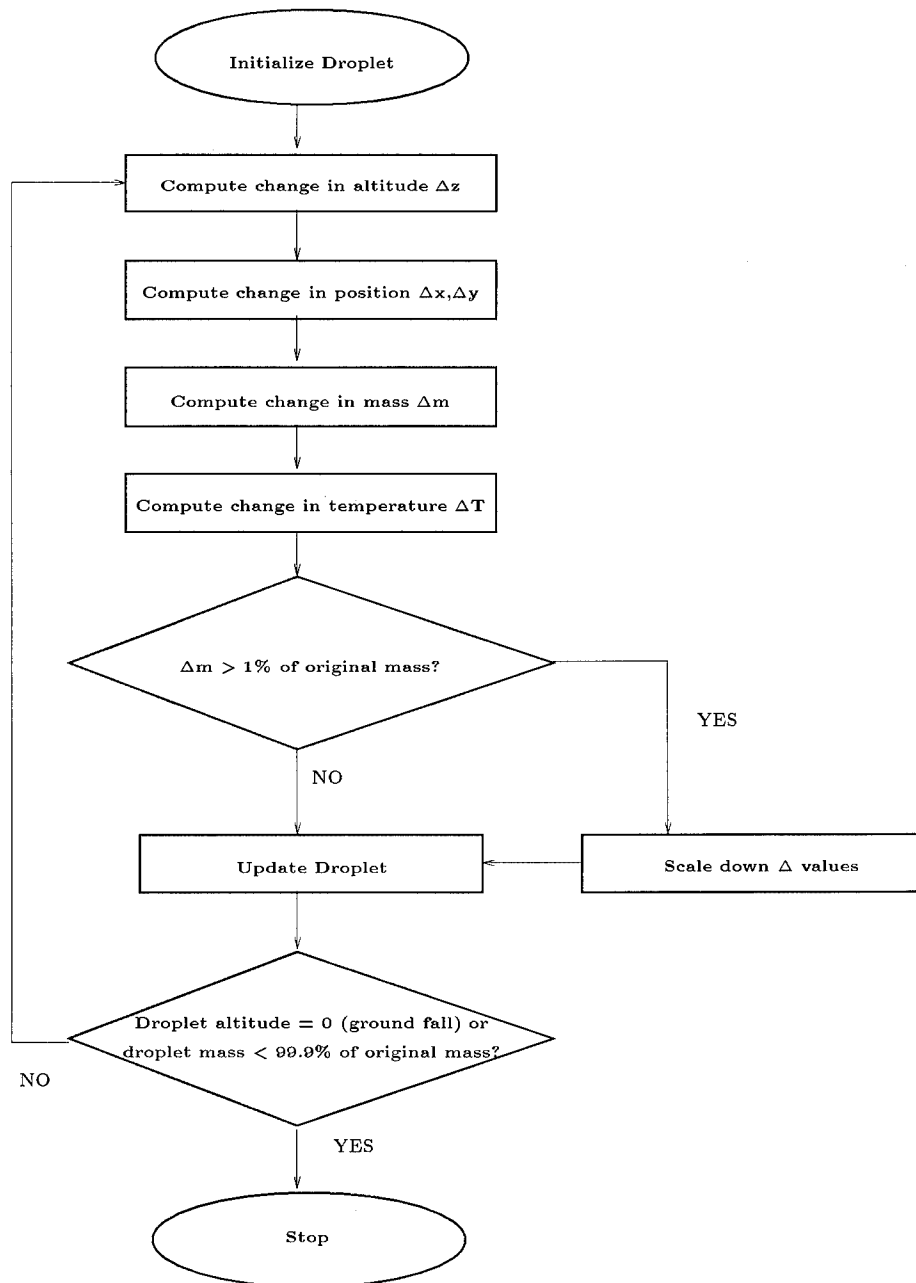 Initialize Droplet
Compute change in altitude Δz
Compute change in position Δx,Δy
Compute change in mass Δm
Compute change in temperature ΔT
Δm > 1% of original mass?
YES
NO
Update Droplet
Scale down Δ values
Droplet altitude = 0 (ground fall) or
droplet mass < 99.9% of original mass?
NO
YES
Stop